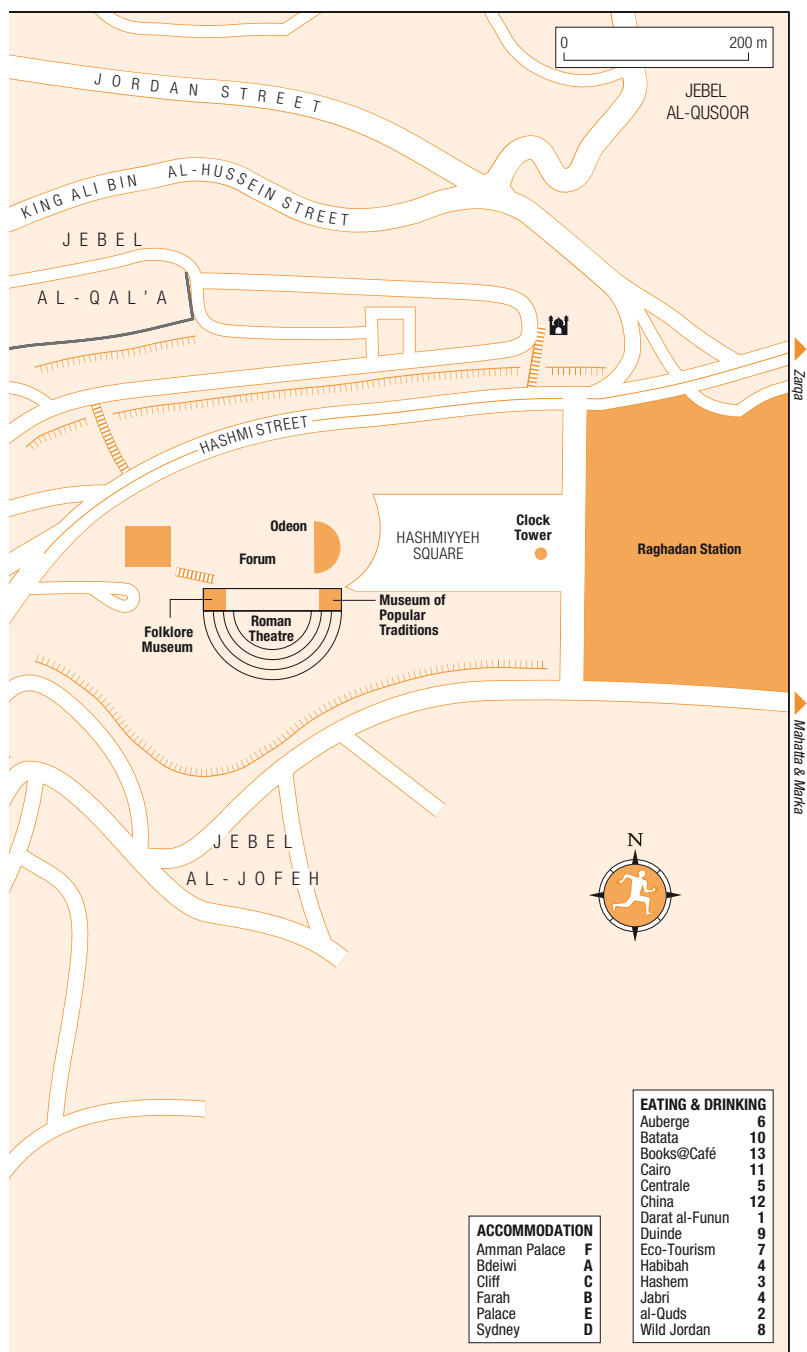 0 200 m
JEBEL
AL-QUSOOR
JORDAN STREET
KING ALI BIN AL-HUSSEIN STREET
JEBEL
AL-QAL'A
Zarqa
HASHMI STREET
Odeon
Forum
HASHMIYYEH
SQUARE
Clock
Tower
Raghadan Station
Folklore
Museum
Roman
Theatre
Museum of
Popular
Traditions
Mahatta & Marka
JEBEL
AL-JOFEH
N
ACCOMMODATION
Amman Palace F
Bdeiwi A
Cliff C
Farah B
Palace E
Sydney D
EATING & DRINKING
Auberge 6
Batata 10
Books@Café 13
Cairo 11
Centrale 5
China 12
Darat al-Funun 1
Duinde 9
Eco-Tourism 7
Habibah 4
Hashem 3
Jabri 4
al-Quds 2
Wild Jordan 8